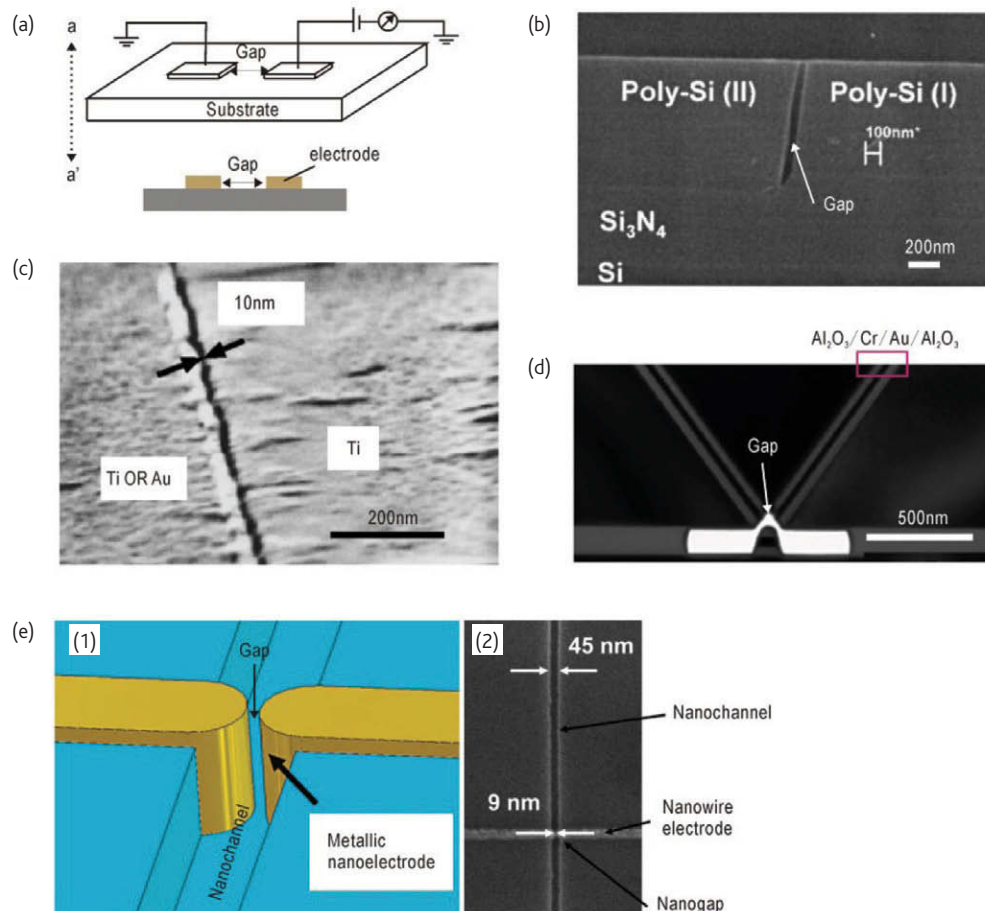 (a)
a
a'
Gap
Substrate
Gap
electrode
(b)
Poly-Si (II)
Poly-Si (I)
100nm⁺
Gap
Si₃N₄
Si
200nm
(c)
10nm
Ti OR Au
Ti
200nm
(d)
Al₂O₃/Cr/Au/Al₂O₃
Gap
500nm
(e)
(1)
Gap
Nanochannel
Metallic
nanoelectrode
(2)
45 nm
Nanochannel
9 nm
Nanowire
electrode
Nanogap